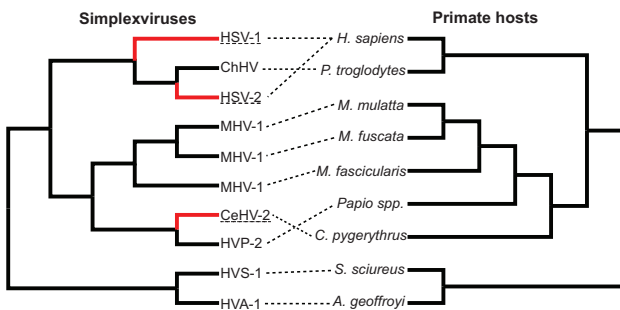 Simplexviruses Primate hosts
HSV-1 H. sapiens
ChHV P. troglodytes
HSV-2
MHV-1 M. mulatta
MHV-1 M. fuscata
MHV-1 M. fascicularis
CeHV-2 Papio spp.
HVP-2 C. pygerythrus
HVS-1 S. sciureus
HVA-1 A. geoffroyi